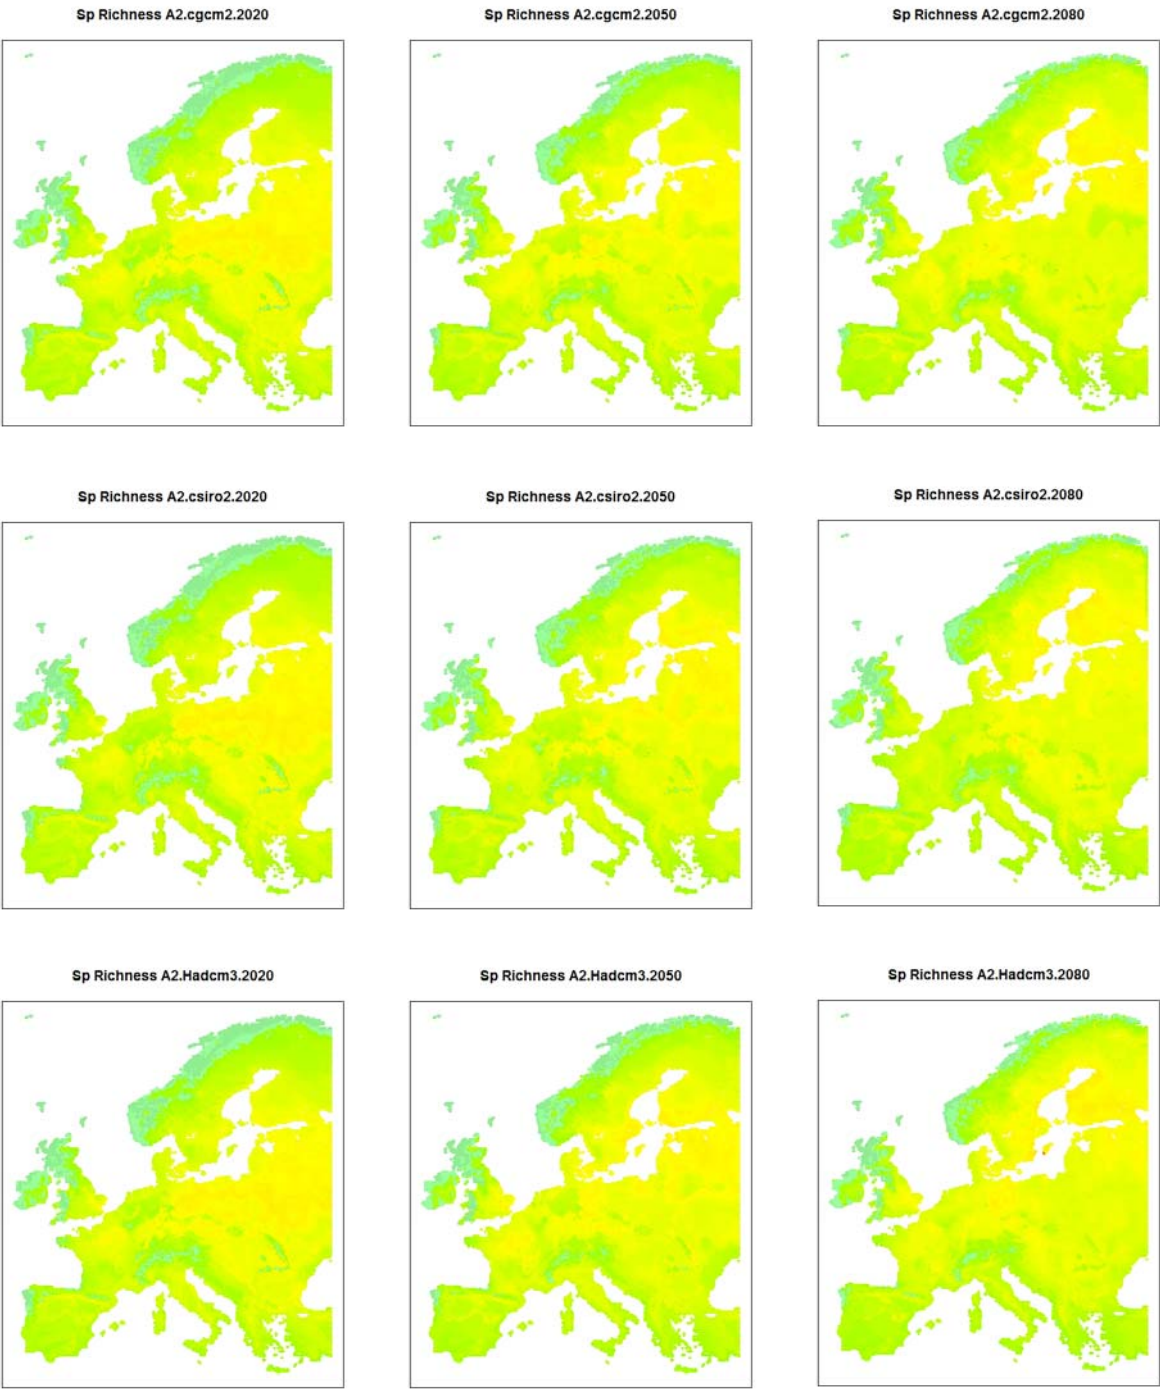 Sp Richness A2.cgcm2.2020
Sp Richness A2.cgcm2.2050
Sp Richness A2.cgcm2.2080
Sp Richness A2.csiro2.2020
Sp Richness A2.csiro2.2050
Sp Richness A2.csiro2.2080
Sp Richness A2.Hadcm3.2020
Sp Richness A2.Hadcm3.2050
Sp Richness A2.Hadcm3.2080